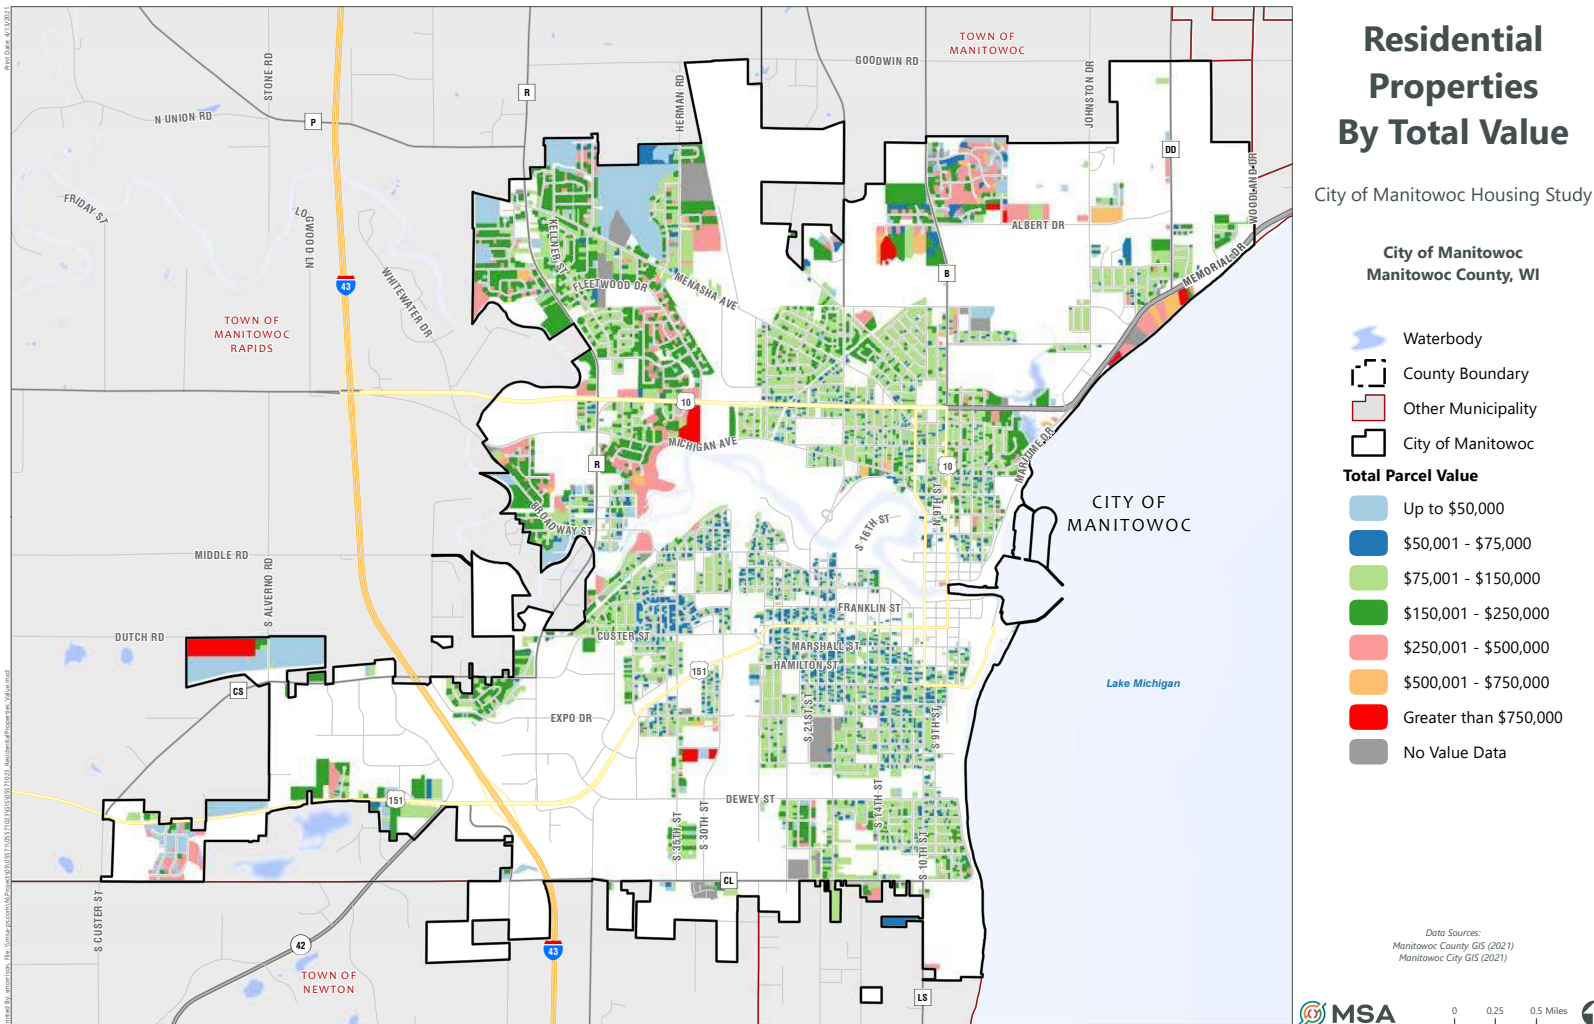 Residential
Properties
By Total Value
City of Manitowoc Housing Study
City of Manitowoc
Manitowoc County, WI
Waterbody
County Boundary
Other Municipality
City of Manitowoc
Total Parcel Value
Up to $50,000
$50,001 - $75,000
$75,001 - $150,000
$150,001 - $250,000
$250,001 - $500,000
$500,001 - $750,000
Greater than $750,000
No Value Data
Data Sources:
Manitowoc County GIS (2021)
Manitowoc City GIS (2021)
MSA
0 0.25 0.5 Miles
Print Date: 4/13/2021
TOWN OF
MANITOWOC
GOODWIN RD
STONE RD
HERMAN RD
JOHNSTON DR
R
N UNION RD
P
DD
WOODLAND DR
FRIDAY ST
LOGWOOD LN
KELLNER ST
ALBERT DR
MEMORIAL DR
B
43
WHITEWATER DR
FLEETWOOD DR
MENASHA AVE
TOWN OF
MANITOWOC
RAPIDS
10
MICHIGAN AVE
R
10
MARITIME DR
N 9TH ST
CITY OF
MANITOWOC
BROADWAY ST
S 16TH ST
MIDDLE RD
S ALVERNO RD
FRANKLIN ST
DUTCH RD
CUSTER ST
MARSHALL ST
HAMILTON ST
151
CS
Lake Michigan
EXPO DR
S 21ST ST
S 9TH ST
151
DEWEY ST
S 14TH ST
S 35TH ST
S 30TH ST
S 10TH ST
CL
S CUSTER ST
42
43
TOWN OF
NEWTON
LS